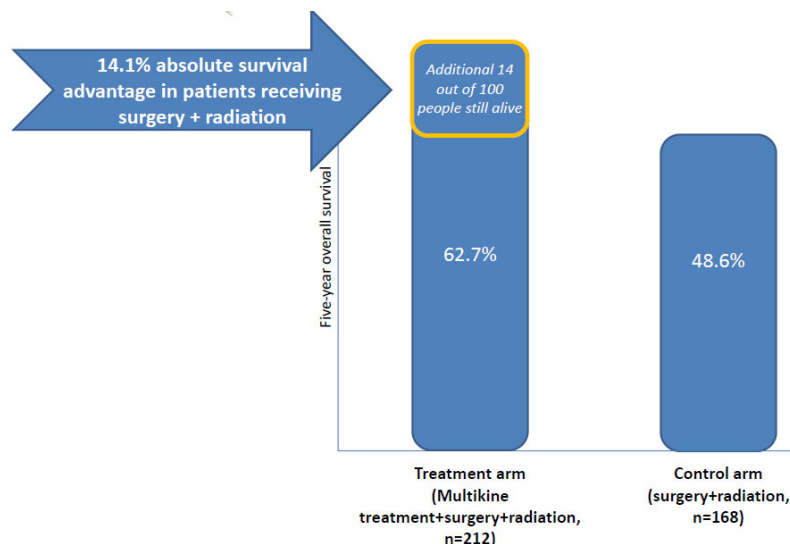 14.1% absolute survival
advantage in patients receiving
surgery + radiation
Additional 14
out of 100
people still alive
Five-year overall survival
62.7%
48.6%
Treatment arm
(Multikine
treatment+surgery+radiation,
n=212)
Control arm
(surgery+radiation,
n=168)